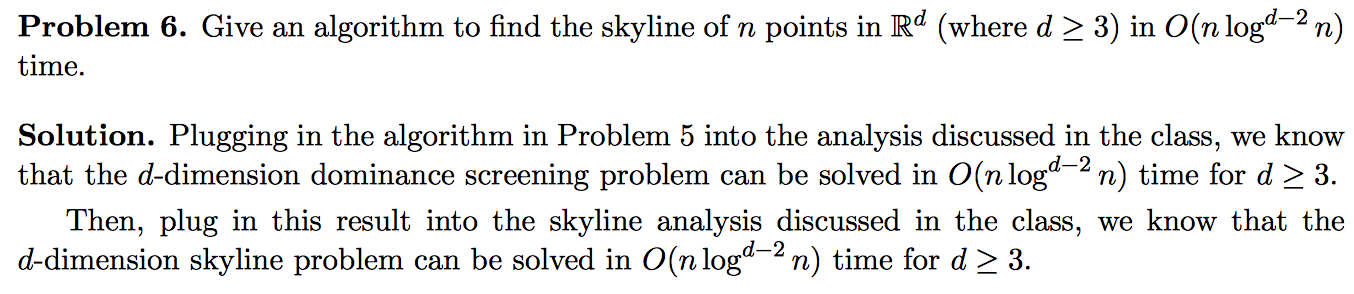 Problem 6. Give an algorithm to find the skyline of n points in ℝ^d (where d ≥ 3) in O(n log^{d−2} n)
time.
Solution. Plugging in the algorithm in Problem 5 into the analysis discussed in the class, we know
that the d-dimension dominance screening problem can be solved in O(n log^{d−2} n) time for d ≥ 3.
Then, plug in this result into the skyline analysis discussed in the class, we know that the
d-dimension skyline problem can be solved in O(n log^{d−2} n) time for d ≥ 3.